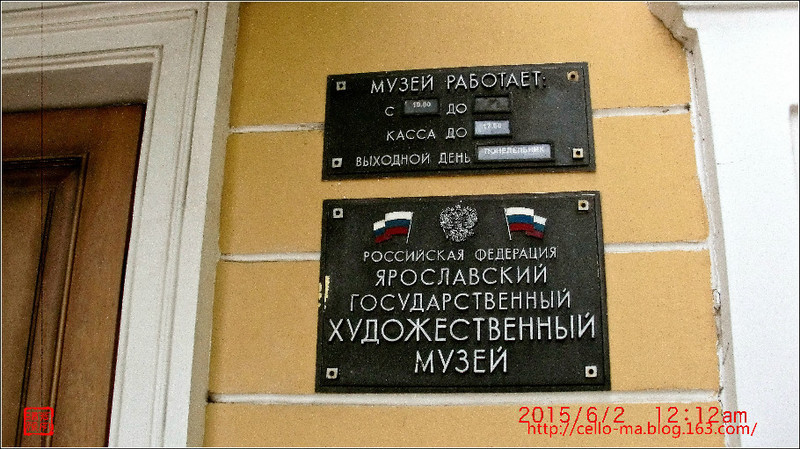 МУЗЕЙ РАБОТАЕТ:
С 10.00 ДО
КАССА ДО 17.00
ВЫХОДНОЙ ДЕНЬ ПОНЕДЕЛЬНИК
РОССИЙСКАЯ ФЕДЕРАЦИЯ
ЯРОСЛАВСКИЙ
ГОСУДАРСТВЕННЫЙ
ХУДОЖЕСТВЕННЫЙ
МУЗЕЙ
2015/6/2 12:12am
http://cello-ma.blog.163.com/